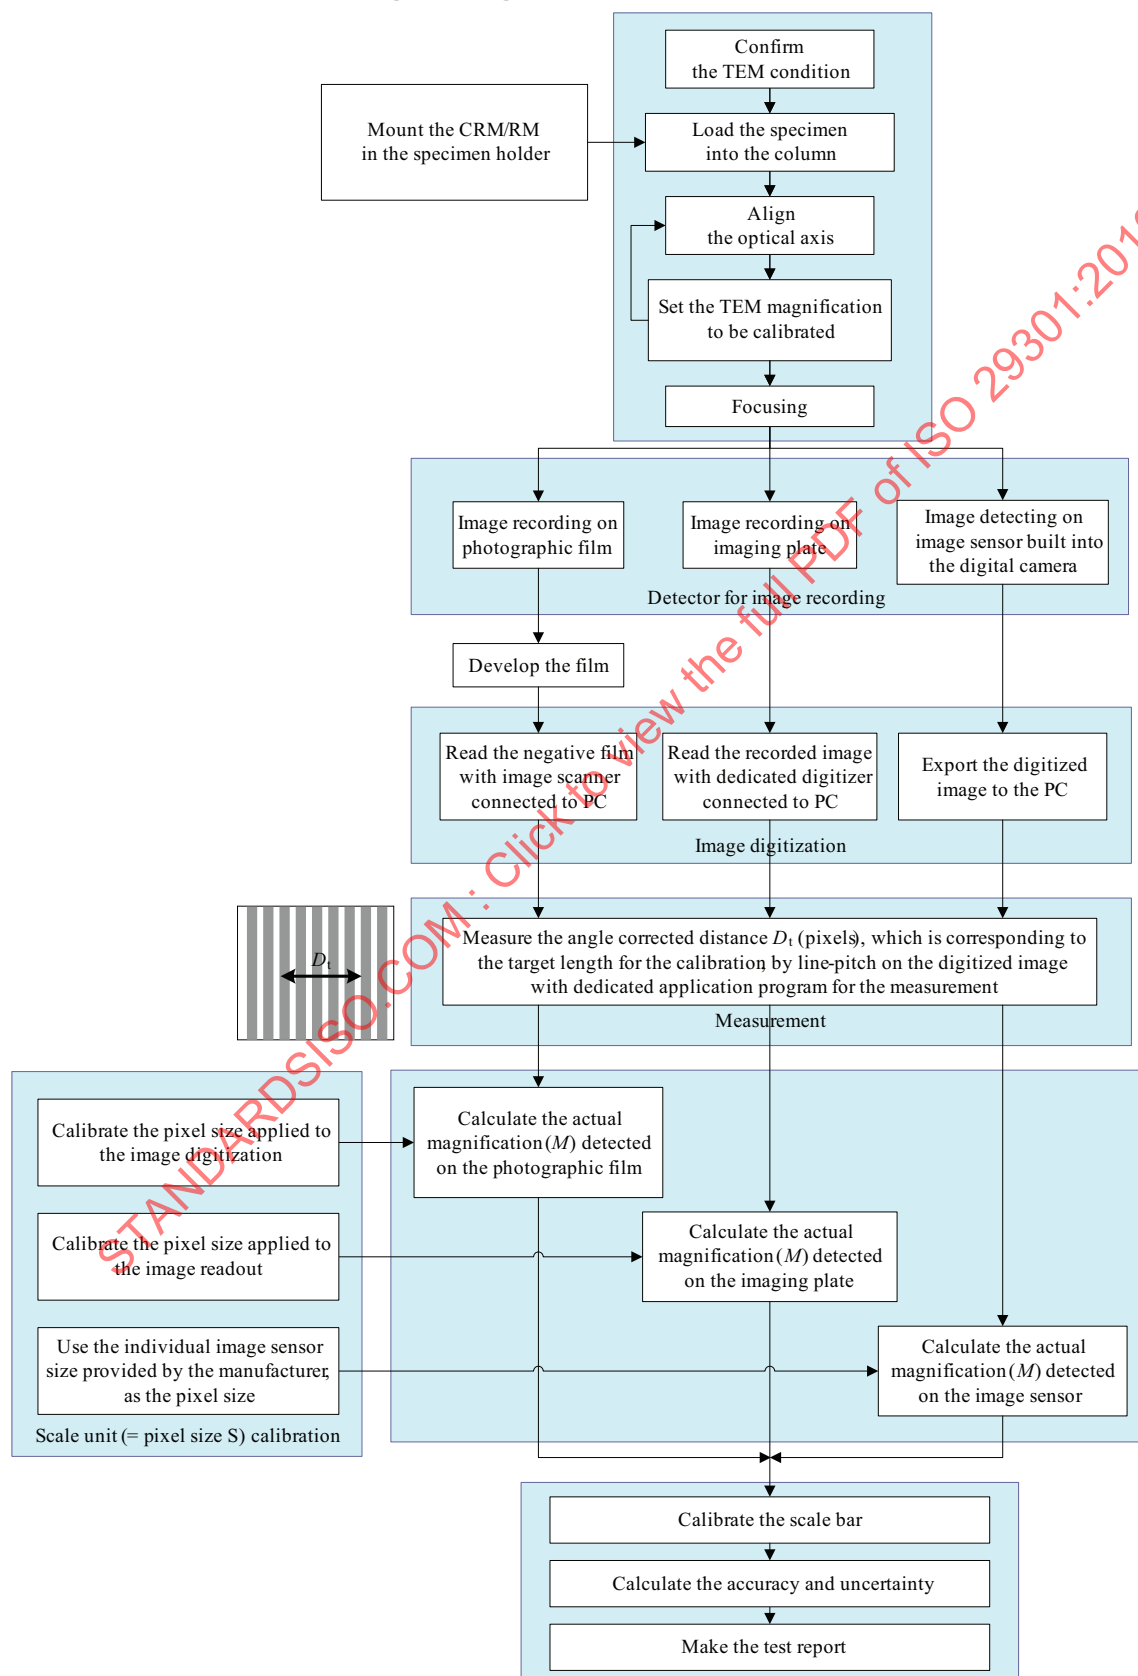 Confirm
the TEM condition
Mount the CRM/RM
in the specimen holder
Load the specimen
into the column
Align
the optical axis
Set the TEM magnification
to be calibrated
Focusing
Image recording on
photographic film
Image recording on
imaging plate
Image detecting on
image sensor built into
the digital camera
Detector for image recording
Develop the film
Read the negative film
with image scanner
connected to PC
Read the recorded image
with dedicated digitizer
connected to PC
Export the digitized
image to the PC
Image digitization
Dt
Measure the angle corrected distance Dt (pixels), which is corresponding to
the target length for the calibration, by line-pitch on the digitized image
with dedicated application program for the measurement
Measurement
Calibrate the pixel size applied to
the image digitization
Calculate the actual
magnification (M) detected
on the photographic film
Calibrate the pixel size applied to
the image readout
Calculate the actual
magnification (M) detected
on the imaging plate
Use the individual image sensor
size provided by the manufacturer,
as the pixel size
Calculate the actual
magnification (M) detected
on the image sensor
Scale unit (= pixel size S) calibration
Calibrate the scale bar
Calculate the accuracy and uncertainty
Make the test report
STANDARDSISO.COM : Click to view the full PDF of ISO 29301:201